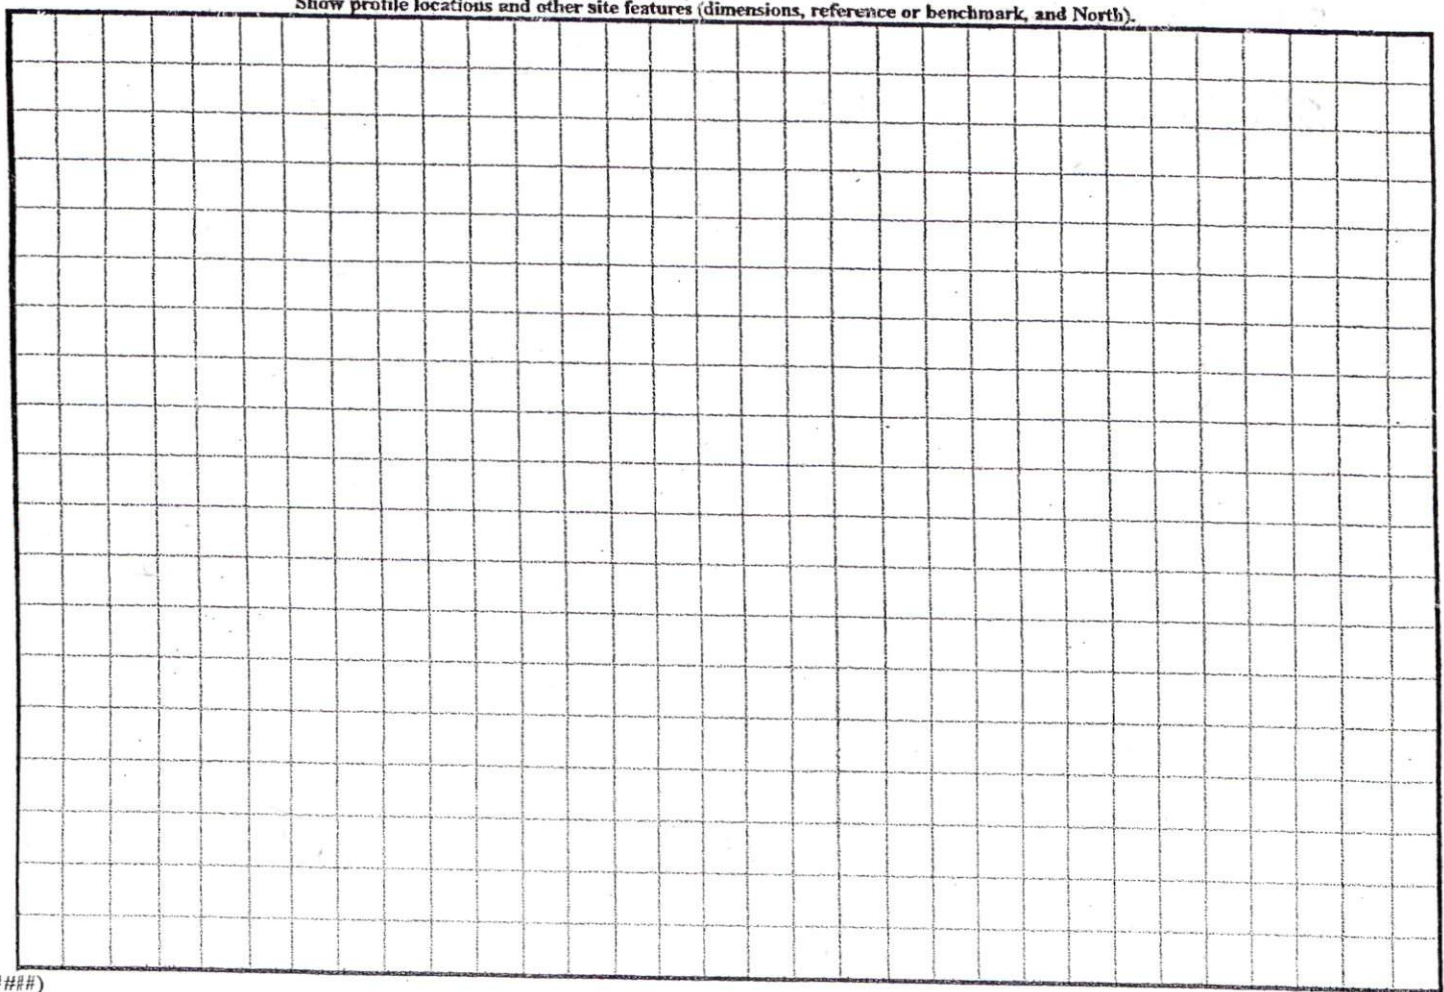 Show profile locations and other site features (dimensions, reference or benchmark, and North).
###)